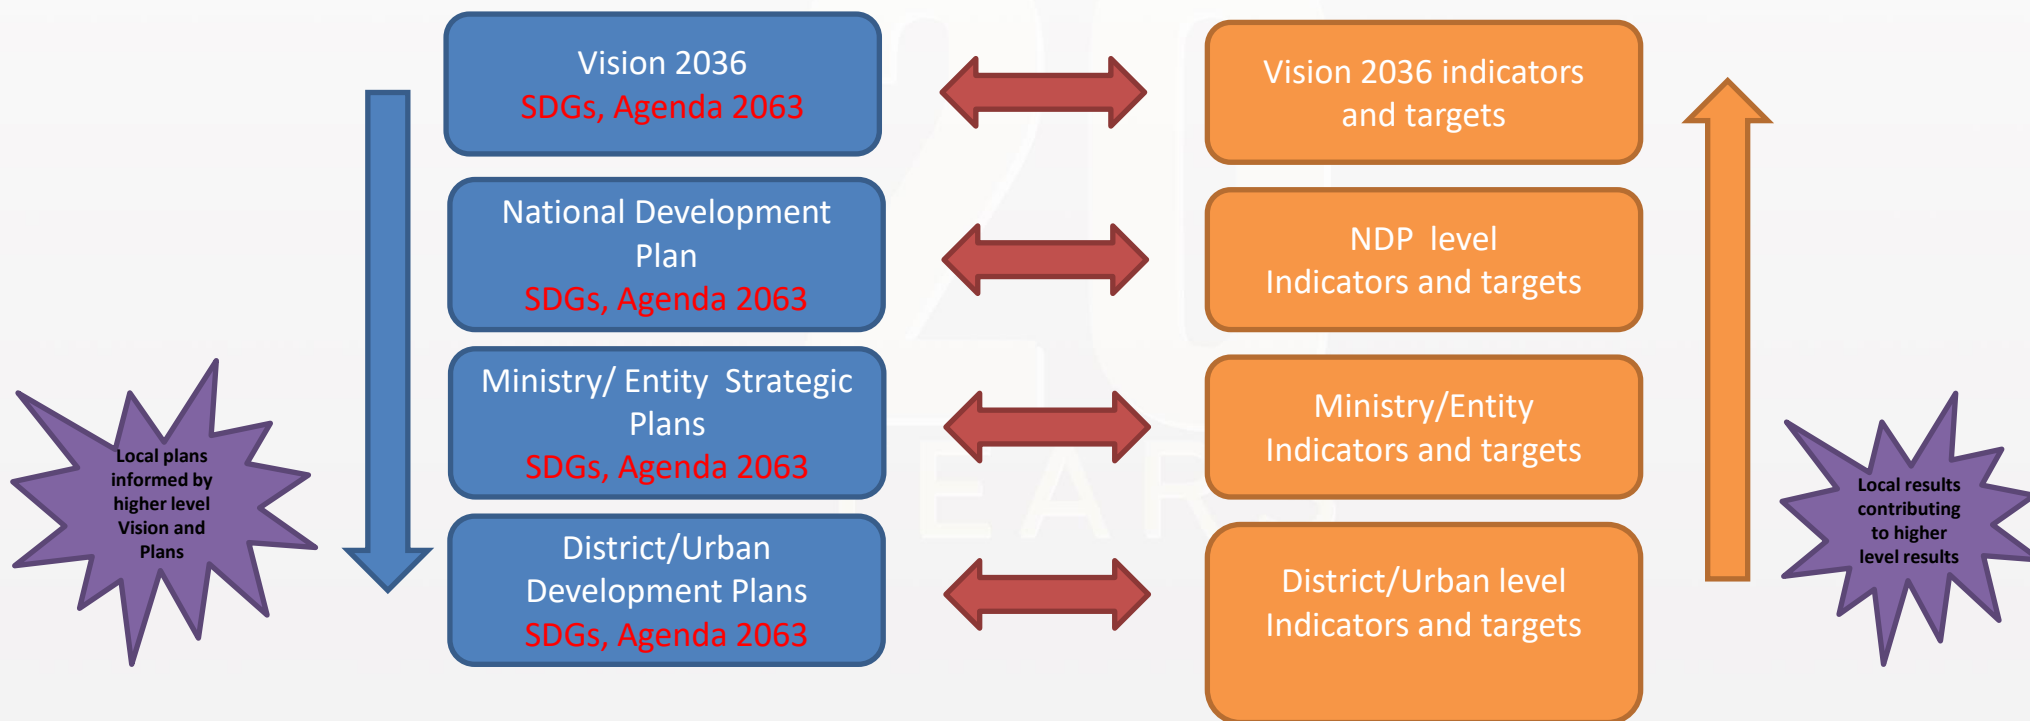 Vision 2036
SDGs, Agenda 2063
Vision 2036 indicators
and targets
National Development
Plan
SDGs, Agenda 2063
NDP level
Indicators and targets
Ministry/ Entity Strategic
Plans
SDGs, Agenda 2063
Ministry/Entity
Indicators and targets
District/Urban
Development Plans
SDGs, Agenda 2063
District/Urban level
Indicators and targets
Local plans
informed by
higher level
Vision and
Plans
Local results
contributing
to higher
level results
20
YEARS